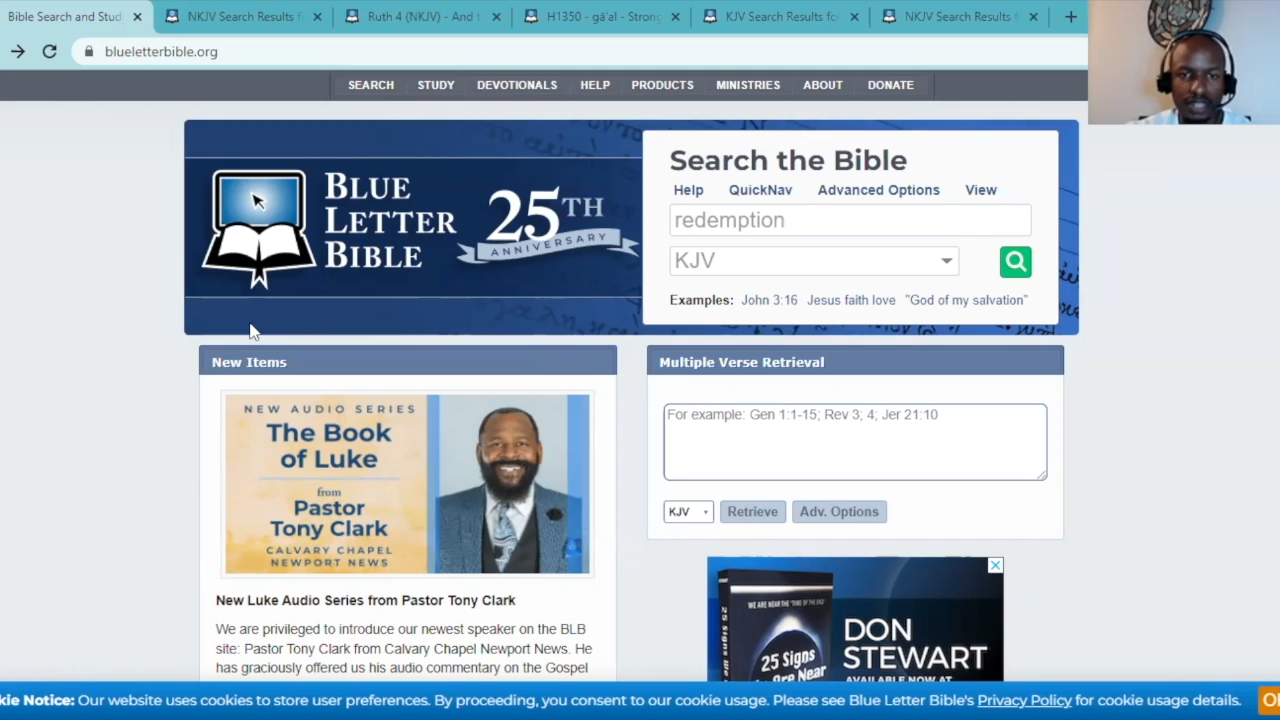 Bible Search and Stud
NKJV Search Results f
Ruth 4 (NKJV) - And t
H1350 - gā'al - Strong
KJV Search Results fo
NKJV Search Results f
blueletterbible.org
SEARCH STUDY DEVOTIONALS HELP PRODUCTS MINISTRIES ABOUT DONATE
BLUE
LETTER
BIBLE
25TH
ANNIVERSARY
Search the Bible
Help QuickNav Advanced Options View
redemption
KJV
Examples: John 3:16 Jesus faith love "God of my salvation"
New Items
NEW AUDIO SERIES
The Book
of Luke
from
Pastor
Tony Clark
CALVARY CHAPEL
NEWPORT NEWS
New Luke Audio Series from Pastor Tony Clark
We are privileged to introduce our newest speaker on the BLB
site: Pastor Tony Clark from Calvary Chapel Newport News. He
has graciously offered us his audio commentary on the Gospel
Multiple Verse Retrieval
For example: Gen 1:1-15; Rev 3; 4; Jer 21:10
KJV Retrieve Adv. Options
25 Signs
DON
STEWART
AVAILABLE NOW AT
kie Notice: Our website uses cookies to store user preferences. By proceeding, you consent to our cookie usage. Please see Blue Letter Bible's Privacy Policy for cookie usage details.